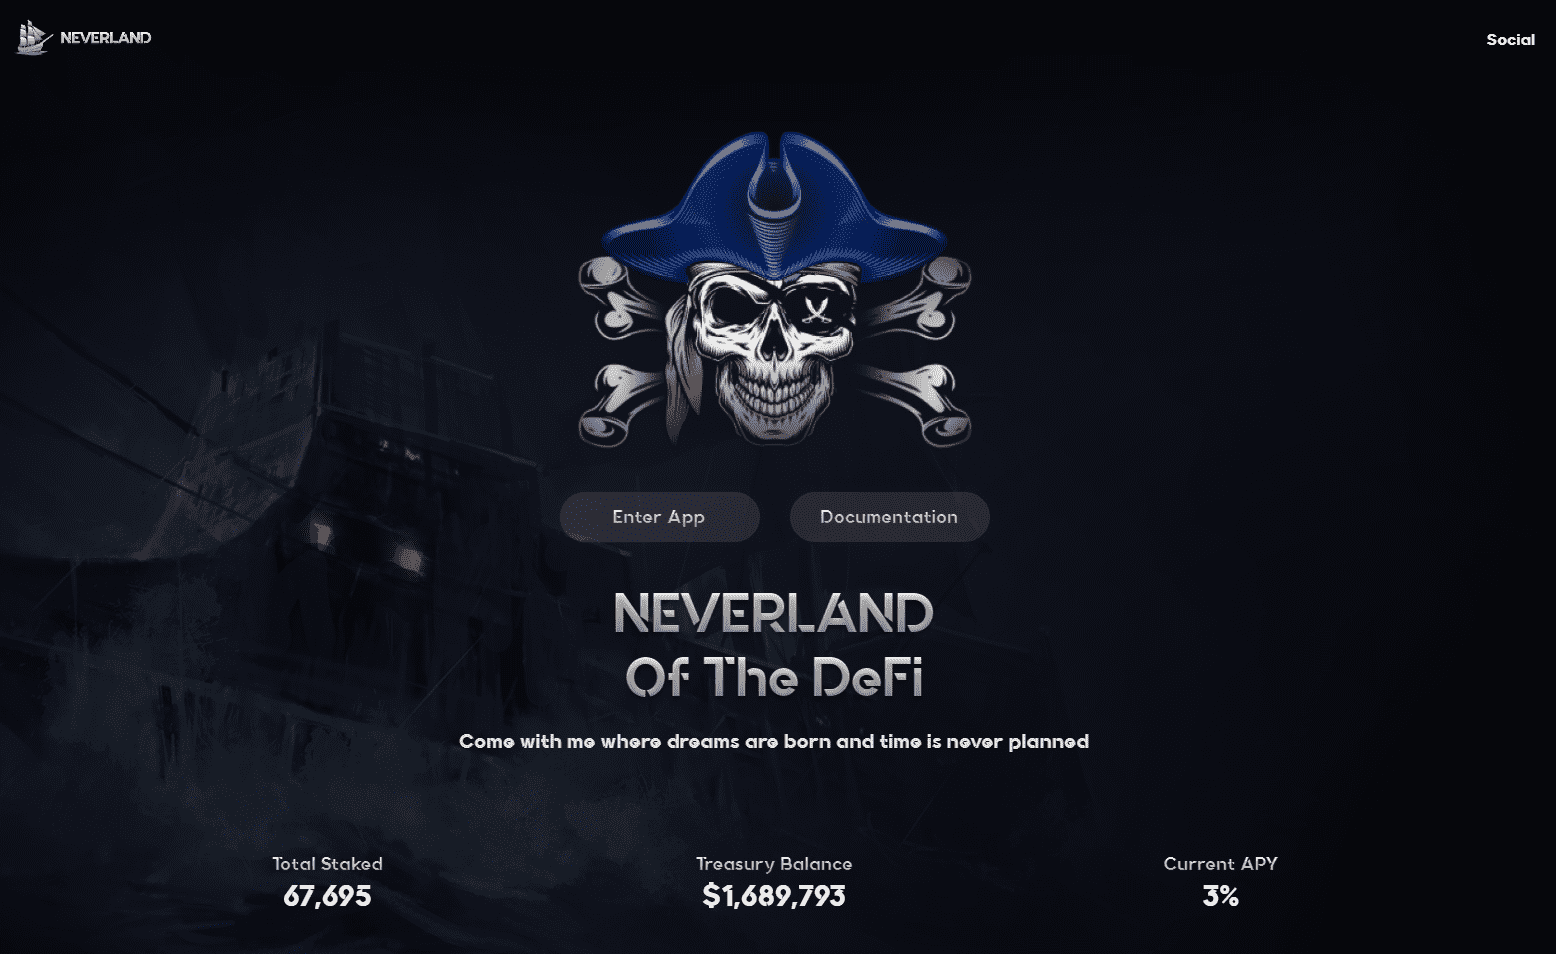 NEVERLAND
Social
Enter App
Documentation
NEVERLAND
Of The DeFi
Come with me where dreams are born and time is never planned
Total Staked
67,695
Treasury Balance
$1,689,793
Current APY
3%